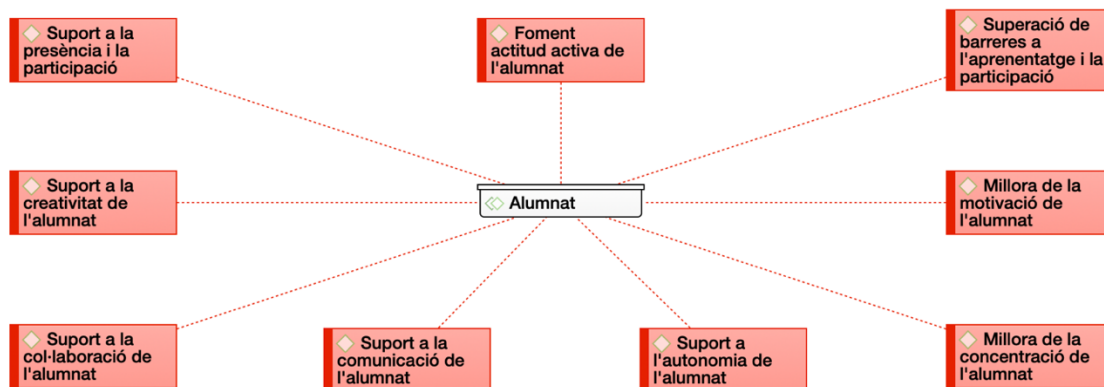 Suport a la
presència i la
participació
Foment
actitud activa de
l'alumnat
Superació de
barreres a
l'aprenentatge i la
participació
Suport a la
creativitat de
l'alumnat
Alumnat
Millora de la
motivació de
l'alumnat
Suport a la
col·laboració de
l'alumnat
Suport a la
comunicació de
l'alumnat
Suport a
l'autonomia de
l'alumnat
Millora de la
concentració de
l'alumnat